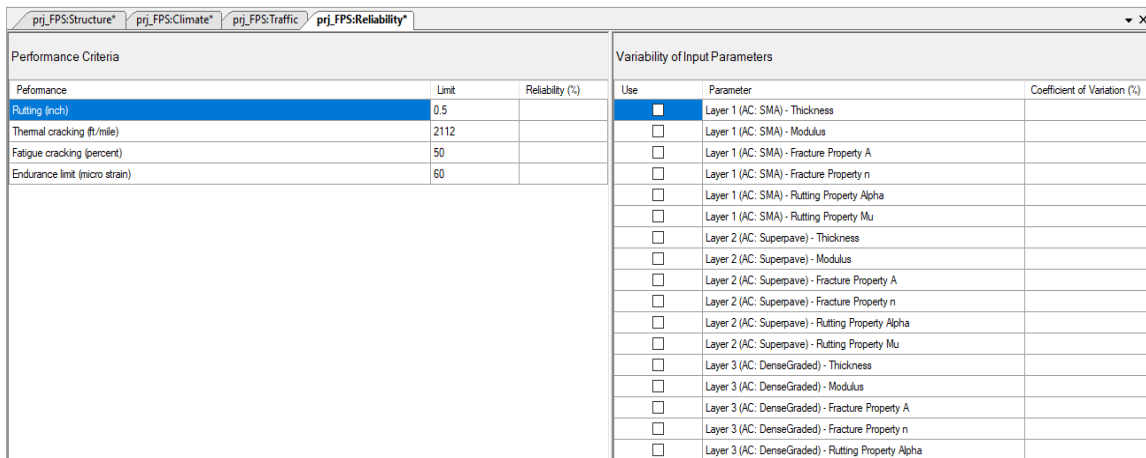 prj_FPS:Structure* prj_FPS:Climate* prj_FPS:Traffic prj_FPS:Reliability*
Performance Criteria
Peformance Limit Reliability (%)
Rutting (inch) 0.5
Thermal cracking (ft/mile) 2112
Fatigue cracking (percent) 50
Endurance limit (micro strain) 60
Variability of Input Parameters
Use Parameter Coefficient of Variation (%)
Layer 1 (AC: SMA) - Thickness
Layer 1 (AC: SMA) - Modulus
Layer 1 (AC: SMA) - Fracture Property A
Layer 1 (AC: SMA) - Fracture Property n
Layer 1 (AC: SMA) - Rutting Property Alpha
Layer 1 (AC: SMA) - Rutting Property Mu
Layer 2 (AC: Superpave) - Thickness
Layer 2 (AC: Superpave) - Modulus
Layer 2 (AC: Superpave) - Fracture Property A
Layer 2 (AC: Superpave) - Fracture Property n
Layer 2 (AC: Superpave) - Rutting Property Alpha
Layer 2 (AC: Superpave) - Rutting Property Mu
Layer 3 (AC: DenseGraded) - Thickness
Layer 3 (AC: DenseGraded) - Modulus
Layer 3 (AC: DenseGraded) - Fracture Property A
Layer 3 (AC: DenseGraded) - Fracture Property n
Layer 3 (AC: DenseGraded) - Rutting Property Alpha